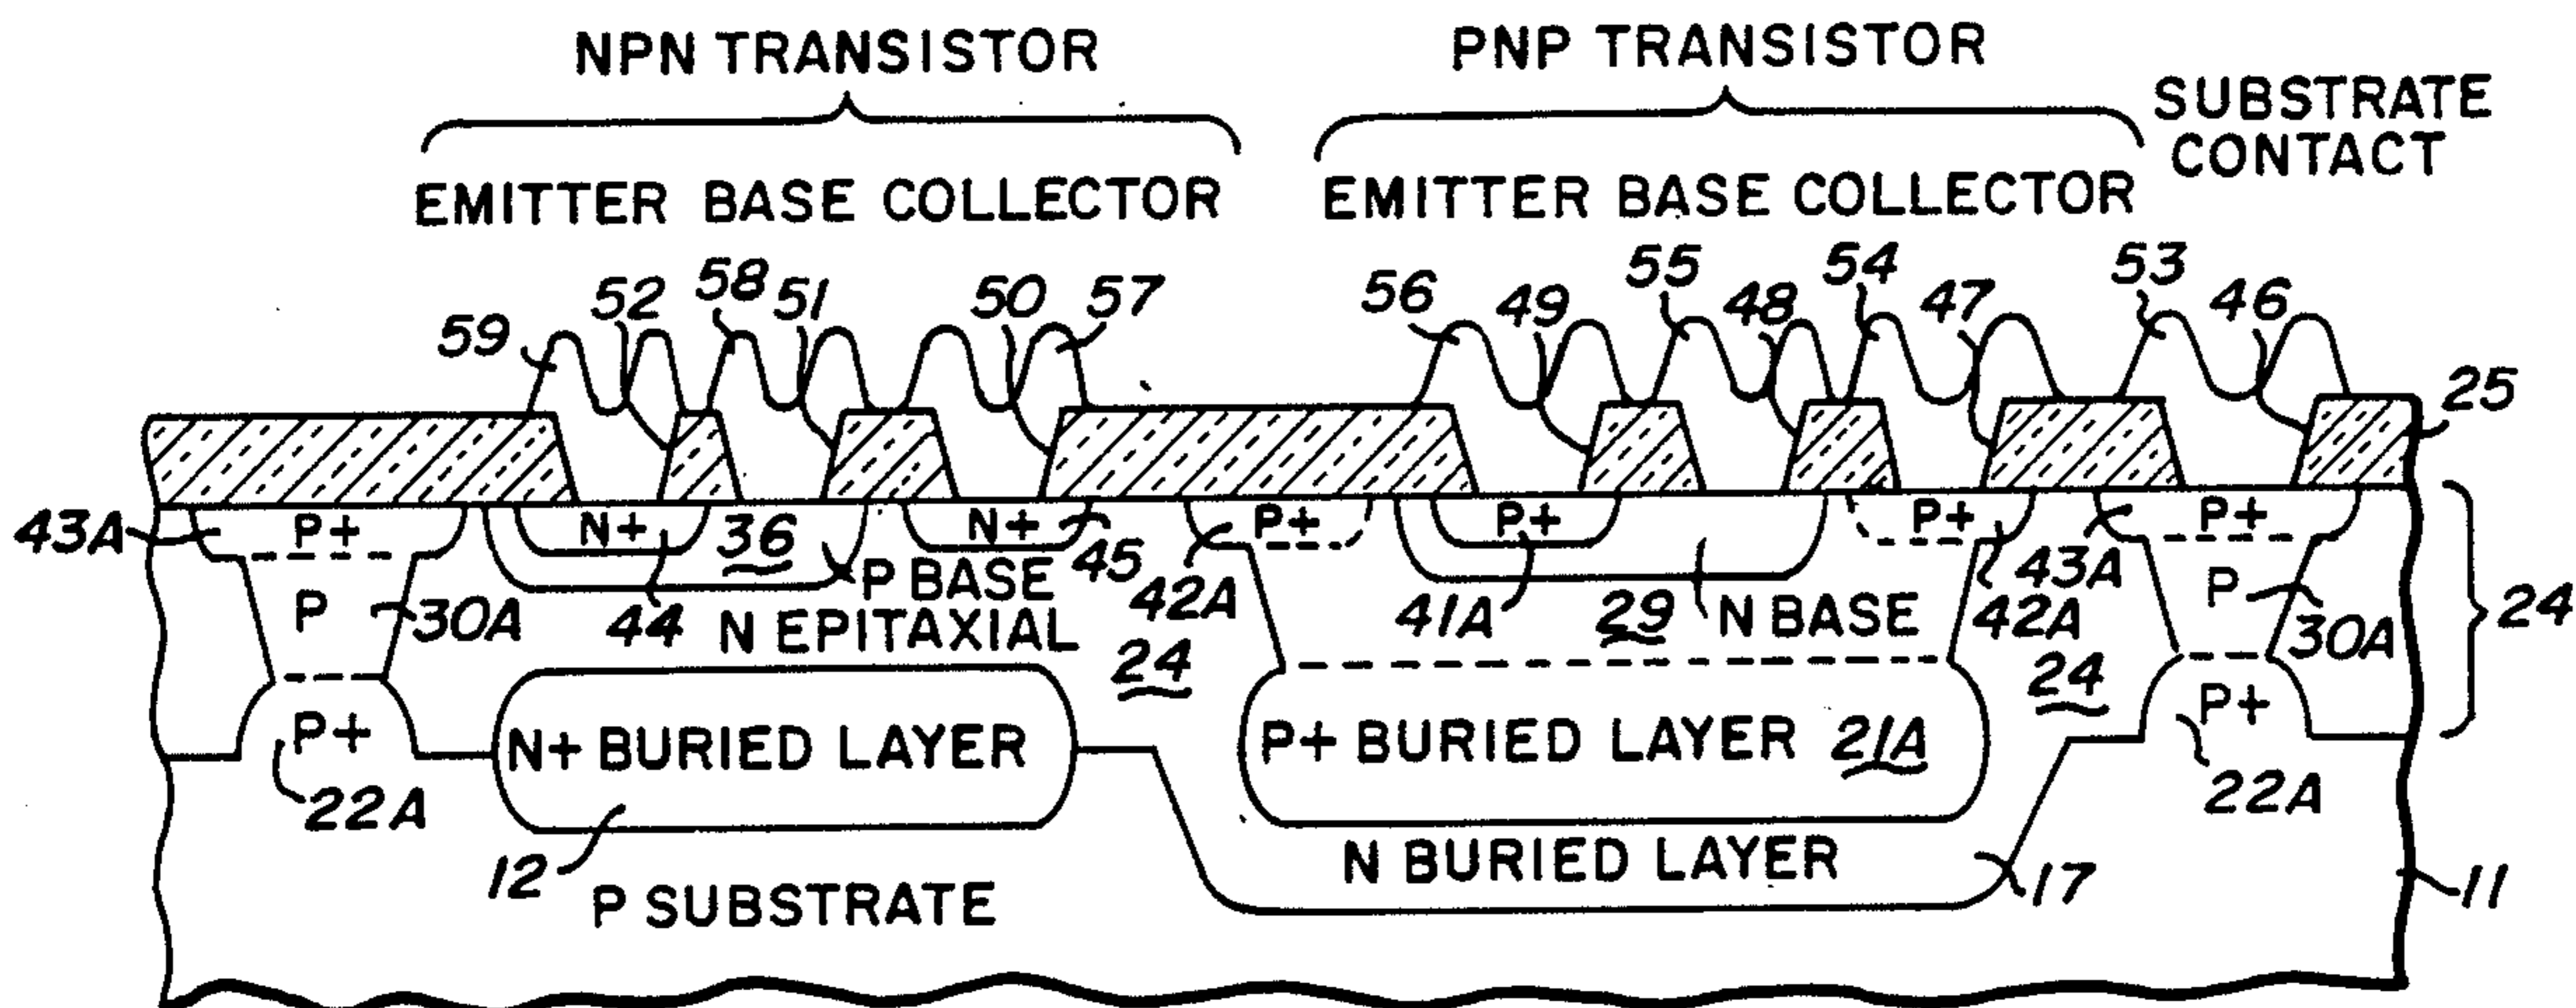 NPN TRANSISTOR
PNP TRANSISTOR
SUBSTRATE
CONTACT
EMITTER BASE COLLECTOR
EMITTER BASE COLLECTOR
59
52
58
51
50
57
56
49
55
48
54
47
53
46
25
43A
P+
N+
36
N+
P+
P+
P+
P+
P
30A
44
P BASE
45
42A
41A
29
N BASE
42A
43A
P
30A
24
N EPITAXIAL
24
24
P+
22A
N+ BURIED LAYER
P+ BURIED LAYER 21A
P+
22A
12
P SUBSTRATE
N BURIED LAYER
17
11